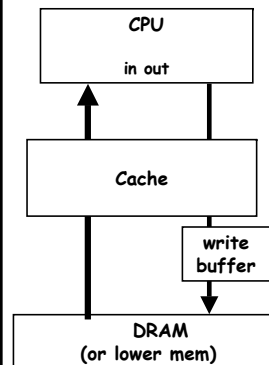 CPU
in out
Cache
write
buffer
DRAM
(or lower mem)